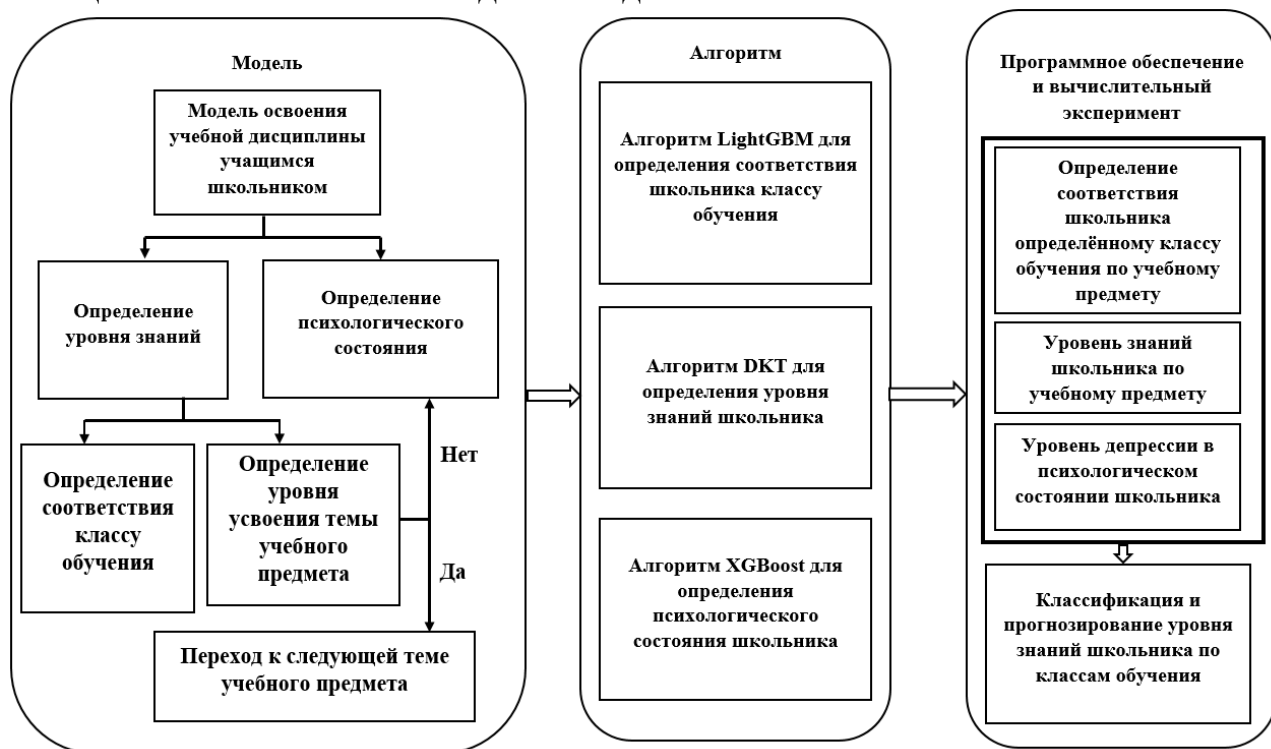 Модель
Модель освоения
учебной дисциплины
учащимся
школьником
Определение
уровня знаний
Определение
психологического
состояния
Определение
соответствия
классу
обучения
Определение
уровня
усвоения темы
учебного
предмета
Нет
Да
Переход к следующей теме
учебного предмета
Алгоритм
Алгоритм LightGBM для
определения соответствия
школьника классу
обучения
Алгоритм DKT для
определения уровня
знаний школьника
Алгоритм XGBoost для
определения
психологического
состояния школьника
Программное обеспечение
и вычислительный
эксперимент
Определение
соответствия
школьника
определённому классу
обучения по учебному
предмету
Уровень знаний
школьника по
учебному предмету
Уровень депрессии в
психологическом
состоянии школьника
Классификация и
прогнозирование уровня
знаний школьника по
классам обучения